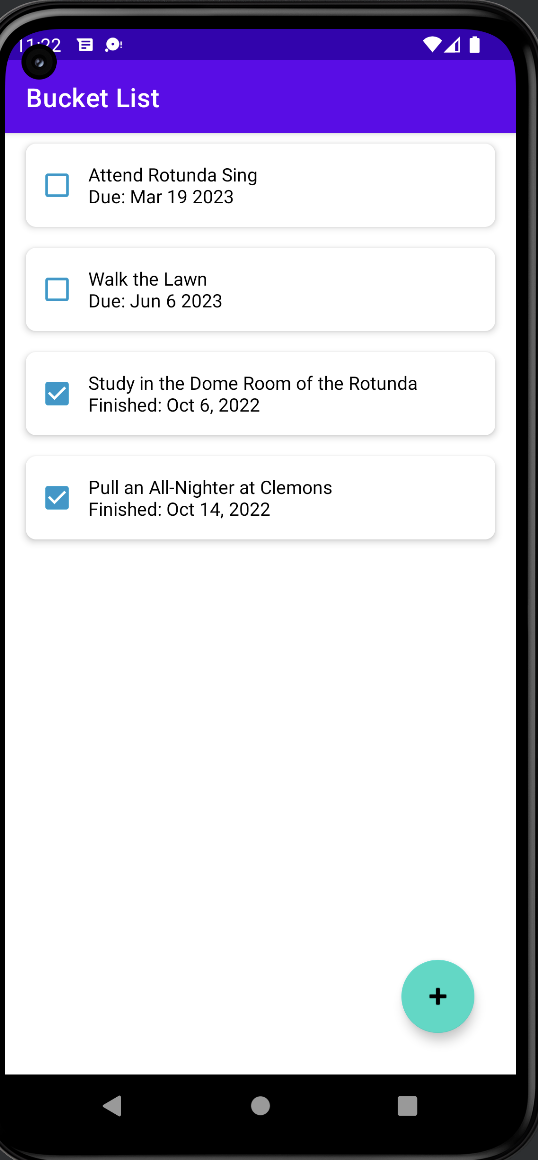 11:22
Bucket List
Attend Rotunda Sing
Due: Mar 19 2023
Walk the Lawn
Due: Jun 6 2023
Study in the Dome Room of the Rotunda
Finished: Oct 6, 2022
Pull an All-Nighter at Clemons
Finished: Oct 14, 2022
+